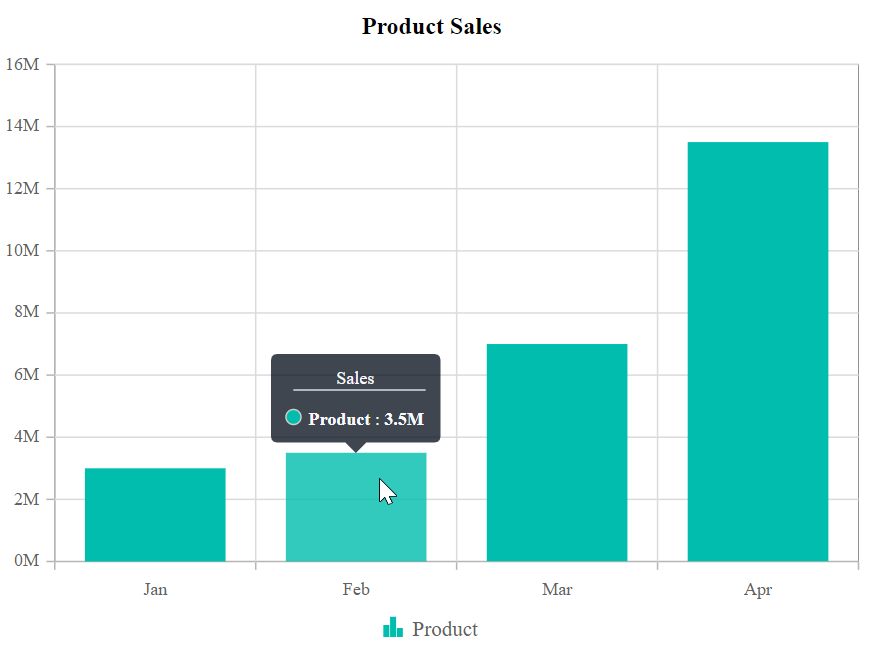 Product Sales
16M
14M
12M
10M
8M
6M
4M
2M
0M
Sales
Product : 3.5M
Jan Feb Mar Apr
Product